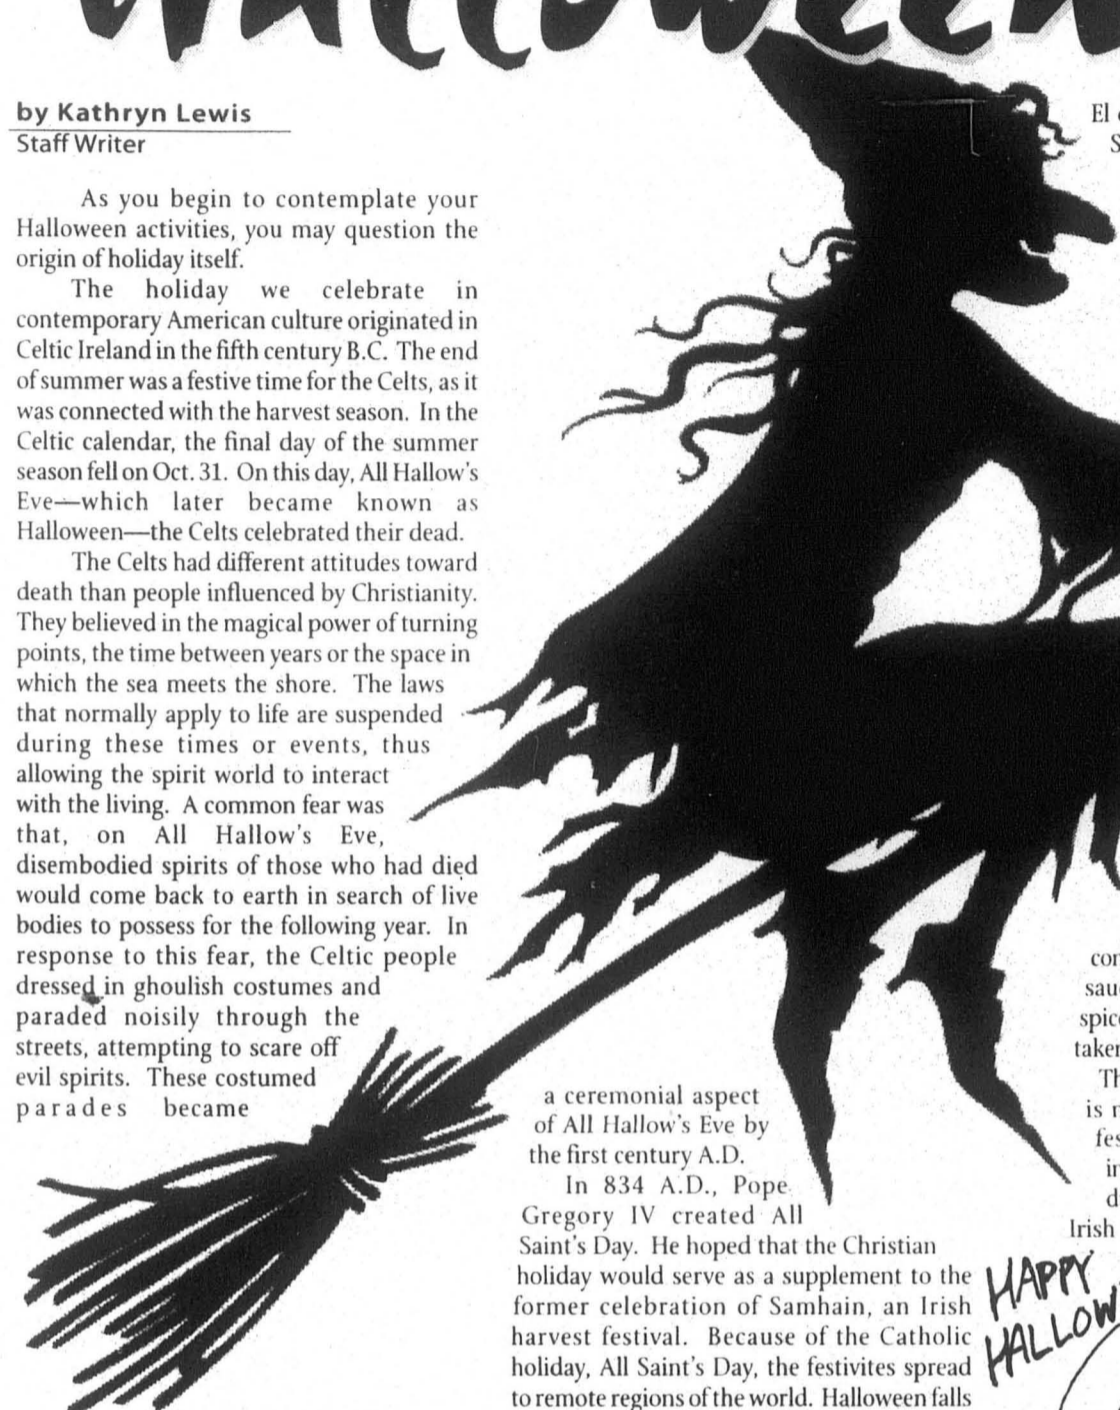 Halloween
by Kathryn Lewis
Staff Writer
As you begin to contemplate your
Halloween activities, you may question the
origin of holiday itself.
The holiday we celebrate in
contemporary American culture originated in
Celtic Ireland in the fifth century B.C. The end
of summer was a festive time for the Celts, as it
was connected with the harvest season. In the
Celtic calendar, the final day of the summer
season fell on Oct. 31. On this day, All Hallow's
Eve—which later became known as
Halloween—the Celts celebrated their dead.
The Celts had different attitudes toward
death than people influenced by Christianity.
They believed in the magical power of turning
points, the time between years or the space in
which the sea meets the shore. The laws
that normally apply to life are suspended
during these times or events, thus
allowing the spirit world to interact
with the living. A common fear was
that, on All Hallow's Eve,
disembodied spirits of those who had died
would come back to earth in search of live
bodies to possess for the following year. In
response to this fear, the Celtic people
dressed in ghoulish costumes and
paraded noisily through the
streets, attempting to scare off
evil spirits. These costumed
parades became
a ceremonial aspect
of All Hallow's Eve by
the first century A.D.
In 834 A.D., Pope
Gregory IV created All
Saint's Day. He hoped that the Christian
holiday would serve as a supplement to the
former celebration of Samhain, an Irish
harvest festival. Because of the Catholic
holiday, All Saint's Day, the festivites spread
to remote regions of the world. Halloween falls
El
Irish
HAPPY
HALLOW